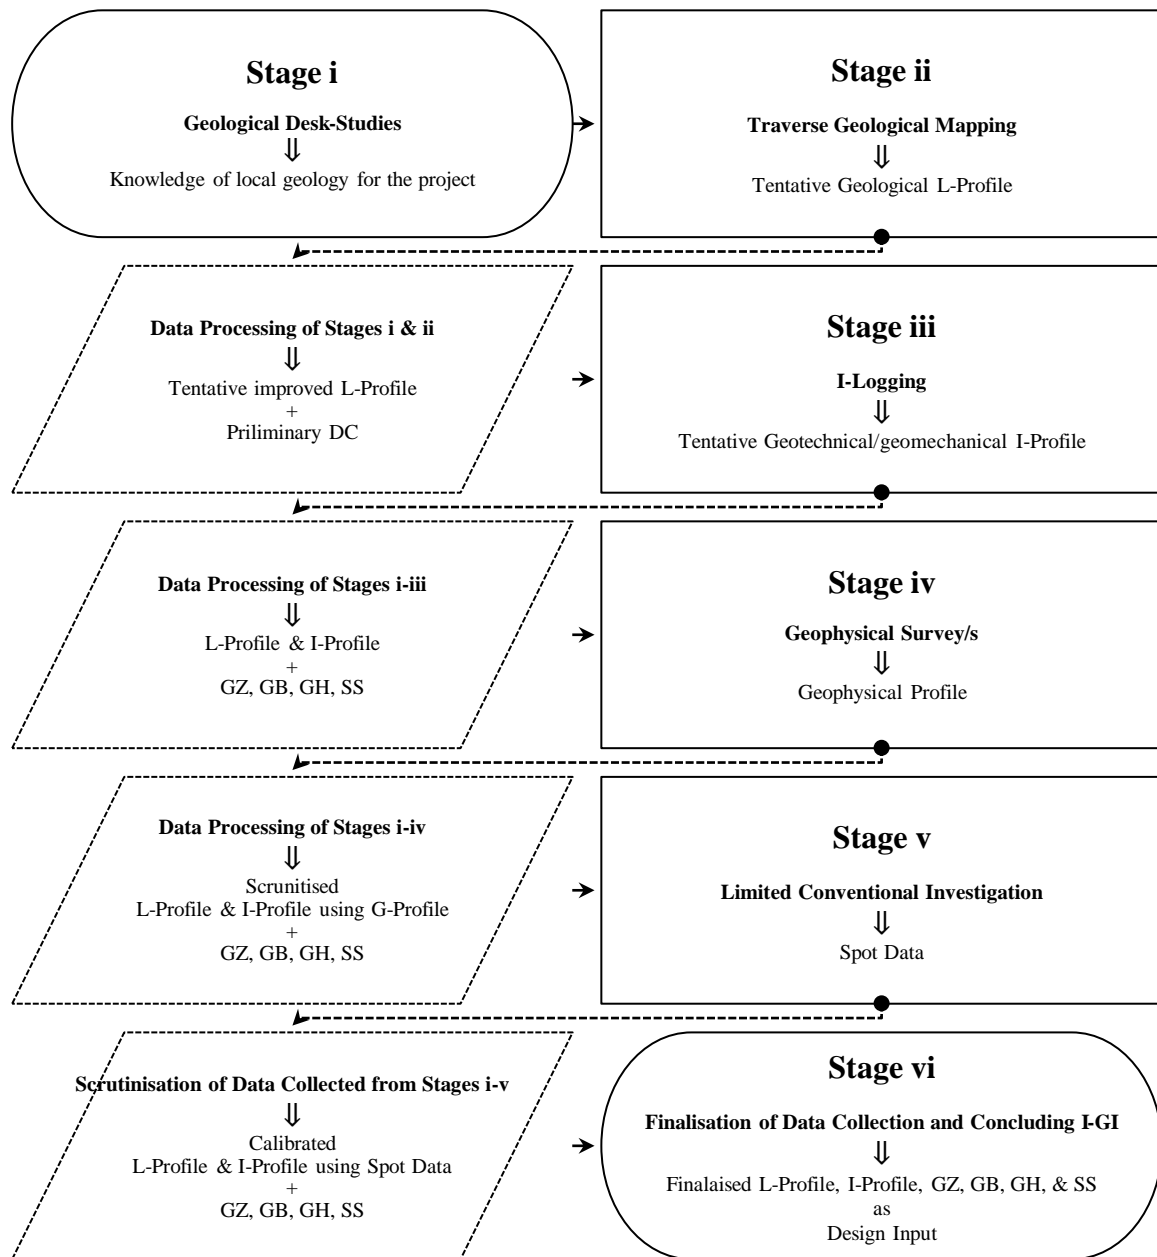 Stage i
Geological Desk-Studies
⇓
Knowledge of local geology for the project
Stage ii
Traverse Geological Mapping
⇓
Tentative Geological L-Profile
Data Processing of Stages i & ii
⇓
Tentative improved L-Profile
+
Priliminary DC
Stage iii
I-Logging
⇓
Tentative Geotechnical/geomechanical I-Profile
Data Processing of Stages i-iii
⇓
L-Profile & I-Profile
+
GZ, GB, GH, SS
Stage iv
Geophysical Survey/s
⇓
Geophysical Profile
Data Processing of Stages i-iv
⇓
Scrunitised
L-Profile & I-Profile using G-Profile
+
GZ, GB, GH, SS
Stage v
Limited Conventional Investigation
⇓
Spot Data
Scrutinisation of Data Collected from Stages i-v
⇓
Calibrated
L-Profile & I-Profile using Spot Data
+
GZ, GB, GH, SS
Stage vi
Finalisation of Data Collection and Concluding I-GI
⇓
Finalaised L-Profile, I-Profile, GZ, GB, GH, & SS
as
Design Input